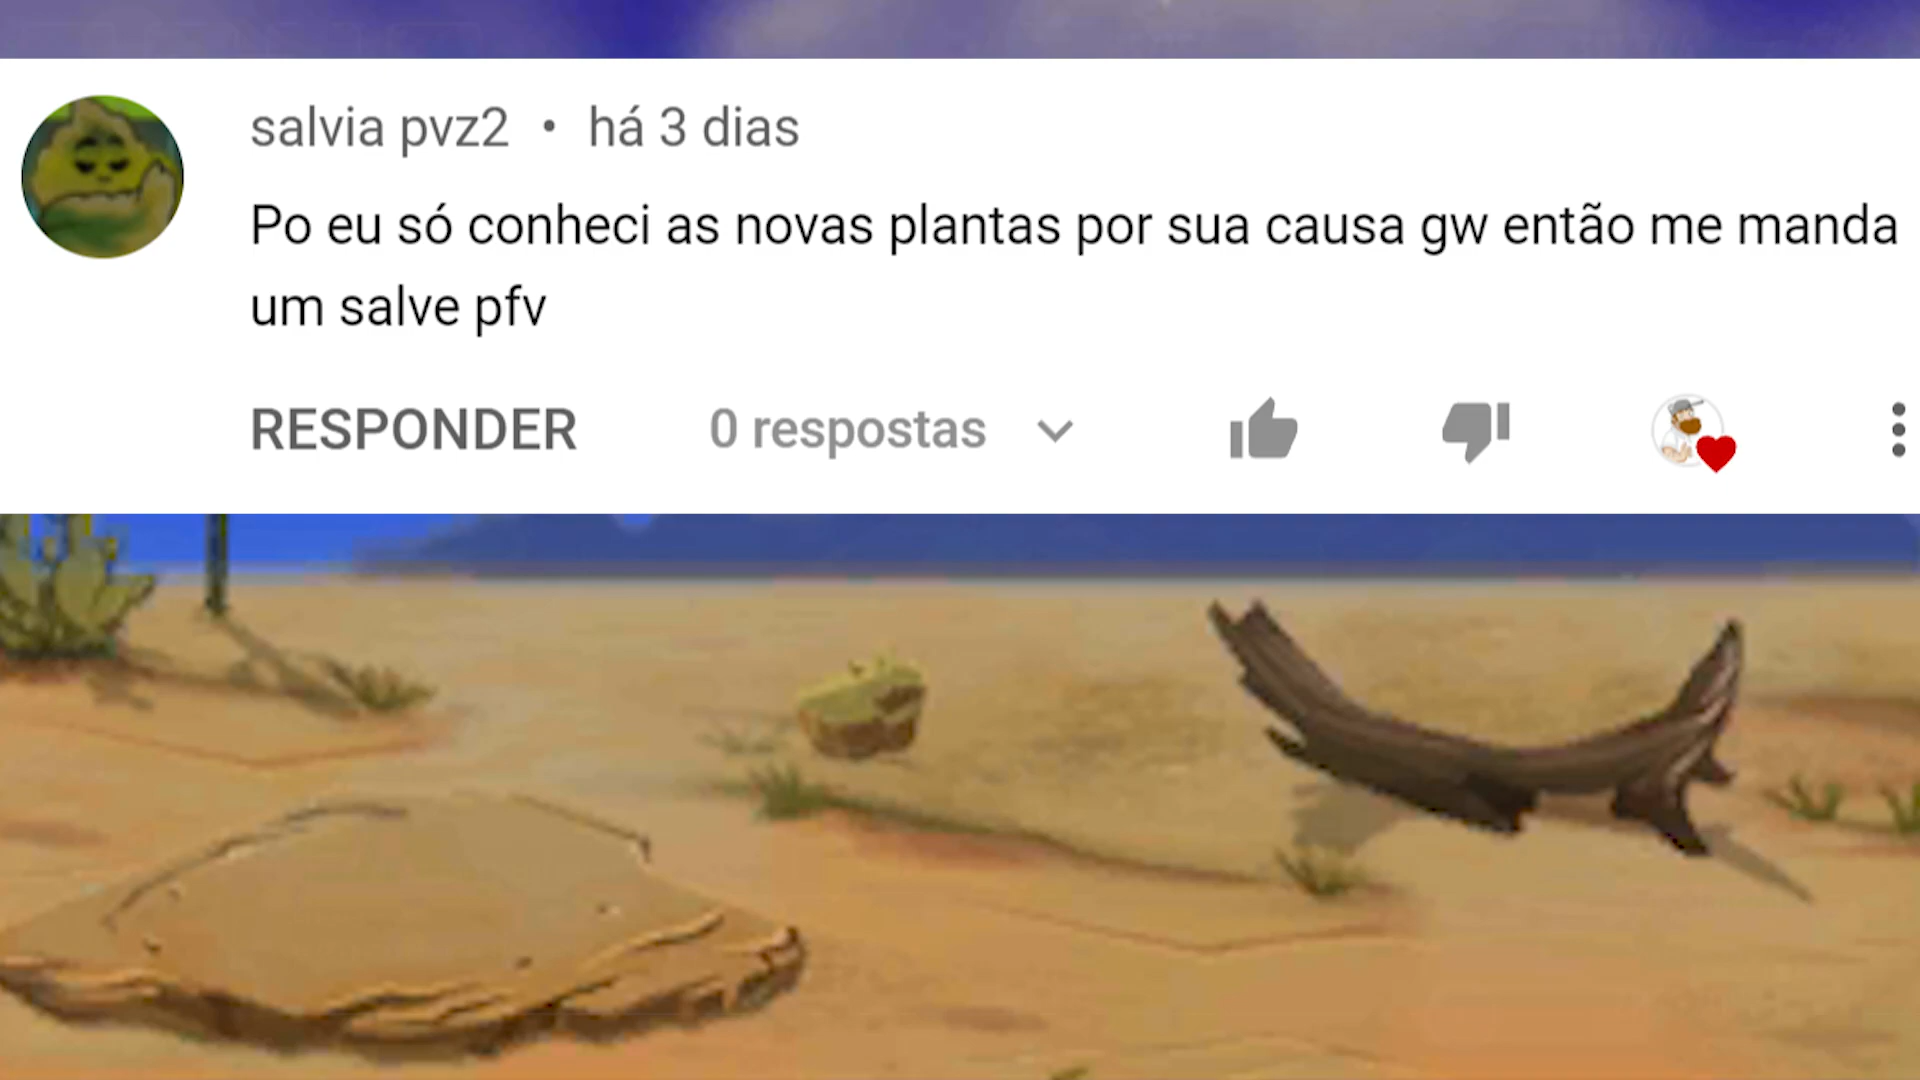 salvia pvz2 • há 3 dias
Po eu só conheci as novas plantas por sua causa gw então me manda
um salve pfv
RESPONDER 0 respostas